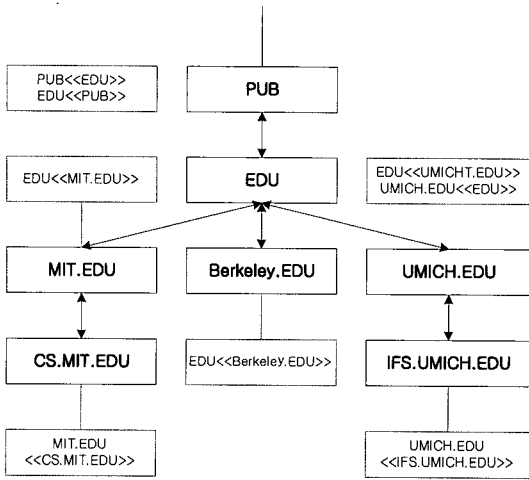 PUB<<EDU>>
EDU<<PUB>>
PUB
EDU<<MIT.EDU>>
EDU
EDU<<UMICHT.EDU>>
UMICH.EDU<<EDU>>
MIT.EDU
Berkeley.EDU
UMICH.EDU
CS.MIT.EDU
EDU<<Berkeley.EDU>>
IFS.UMICH.EDU
MIT.EDU
<<CS.MIT.EDU>>
UMICH.EDU
<<IFS.UMICH.EDU>>